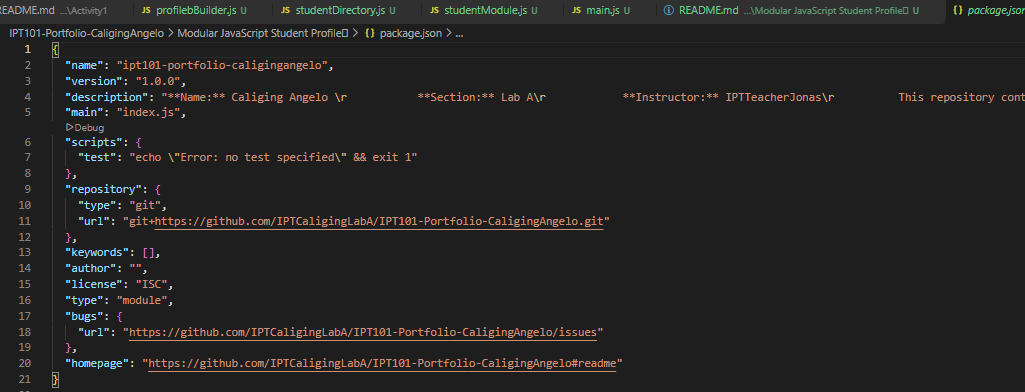 README.md ...\Activity1 JS profilebBuilder.js U JS studentDirectory.js U JS studentModule.js U JS main.js U README.md ...\Modular JavaScript Student Profile U {} package.json
IPT101-Portfolio-CaligingAngelo > Modular JavaScript Student Profile > {} package.json > ...
1 {
2 "name": "ipt101-portfolio-caligingangelo",
3 "version": "1.0.0",
4 "description": "**Name:** Caliging Angelo \r **Section:** Lab A\r **Instructor:** IPTTeacherJonas\r This repository cont
5 "main": "index.js",
Debug
6 "scripts": {
7 "test": "echo \"Error: no test specified\" && exit 1"
8 },
9 "repository": {
10 "type": "git",
11 "url": "git+https://github.com/IPTCaligingLabA/IPT101-Portfolio-CaligingAngelo.git"
12 },
13 "keywords": [],
14 "author": "",
15 "license": "ISC",
16 "type": "module",
17 "bugs": {
18 "url": "https://github.com/IPTCaligingLabA/IPT101-Portfolio-CaligingAngelo/issues"
19 },
20 "homepage": "https://github.com/IPTCaligingLabA/IPT101-Portfolio-CaligingAngelo#readme"
21 }